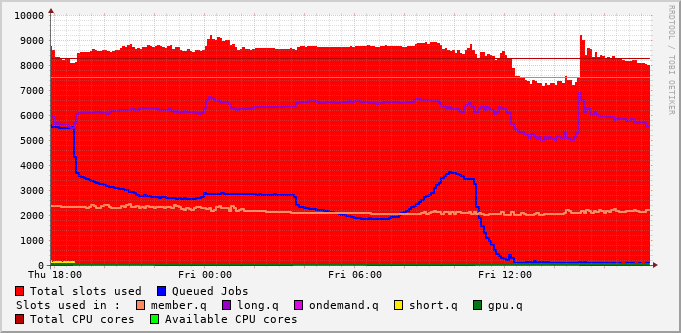 10000
9000
8000
7000
6000
5000
4000
3000
2000
1000
0
Thu 18:00 Fri 00:00 Fri 06:00 Fri 12:00
RRDTOOL / TOBI OETIKER
Total slots used Queued Jobs
Slots used in : member.q long.q ondemand.q short.q gpu.q
Total CPU cores Available CPU cores